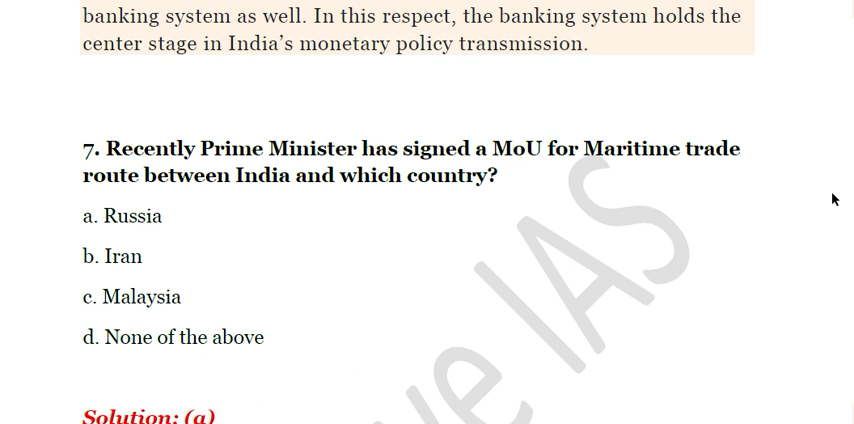 banking system as well. In this respect, the banking system holds the
center stage in India’s monetary policy transmission.
7. Recently Prime Minister has signed a MoU for Maritime trade
route between India and which country?
a. Russia
b. Iran
c. Malaysia
d. None of the above
Solution: (a)
ve IAS